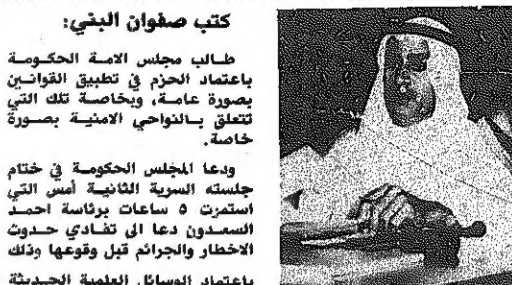 كتب صفوان البني:
طالب مجلس الامة الحكومة
باعتماد الحزم في تطبيق القوانين
بصورة عامة، وبخاصة تلك التي
تتعلق بالنواحي الامنية بصورة
خاصة.
ودعا المجلس الحكومة في ختام
جلسته السرية الثانية أمس التي
استمرت ٥ ساعات برئاسة احمد
السعدون دعا الى تفادي حدوث
الاخطار والجرائم قبل وقوعها وذلك
باعتماد الوسائل العلمية الحديثة